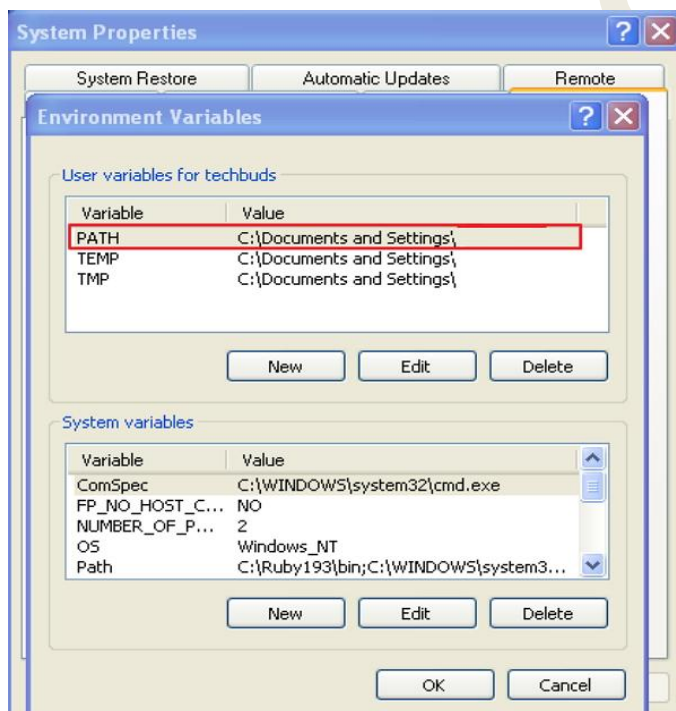 System Properties
System Restore Automatic Updates Remote
Environment Variables
User variables for techbuds
Variable Value
PATH C:\Documents and Settings\
TEMP C:\Documents and Settings\
TMP C:\Documents and Settings\
New Edit Delete
System variables
Variable Value
ComSpec C:\WINDOWS\system32\cmd.exe
FP_NO_HOST_C... NO
NUMBER_OF_P... 2
OS Windows_NT
Path C:\Ruby193\bin;C:\WINDOWS\system3...
New Edit Delete
OK Cancel